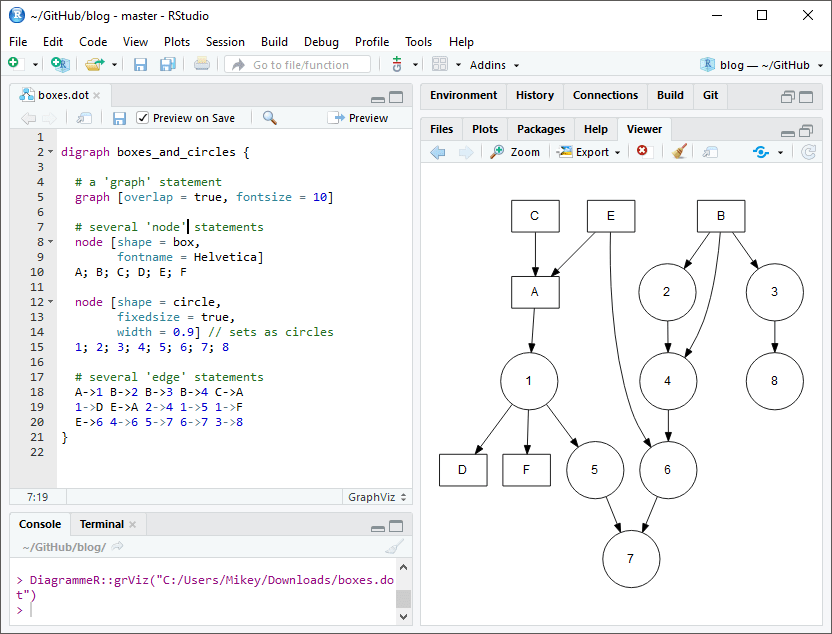 ~/GitHub/blog - master - RStudio
File Edit Code View Plots Session Build Debug Profile Tools Help
Go to file/function Addins blog — ~/GitHub
boxes.dot
Preview on Save Preview
1
2 digraph boxes_and_circles {
3
4 # a 'graph' statement
5 graph [overlap = true, fontsize = 10]
6
7 # several 'node' statements
8 node [shape = box,
9 fontname = Helvetica]
10 A; B; C; D; E; F
11
12 node [shape = circle,
13 fixedsize = true,
14 width = 0.9] // sets as circles
15 1; 2; 3; 4; 5; 6; 7; 8
16
17 # several 'edge' statements
18 A->1 B->2 B->3 B->4 C->A
19 1->D E->A 2->4 1->5 1->F
20 E->6 4->6 5->7 6->7 3->8
21 }
22
7:19 GraphViz
Console Terminal
~/GitHub/blog/
> DiagrammeR::grViz("C:/Users/Mikey/Downloads/boxes.do
t")
>
Environment History Connections Build Git
Files Plots Packages Help Viewer
Zoom Export
C E B
A 2 3
1 4 8
D F 5 6
7